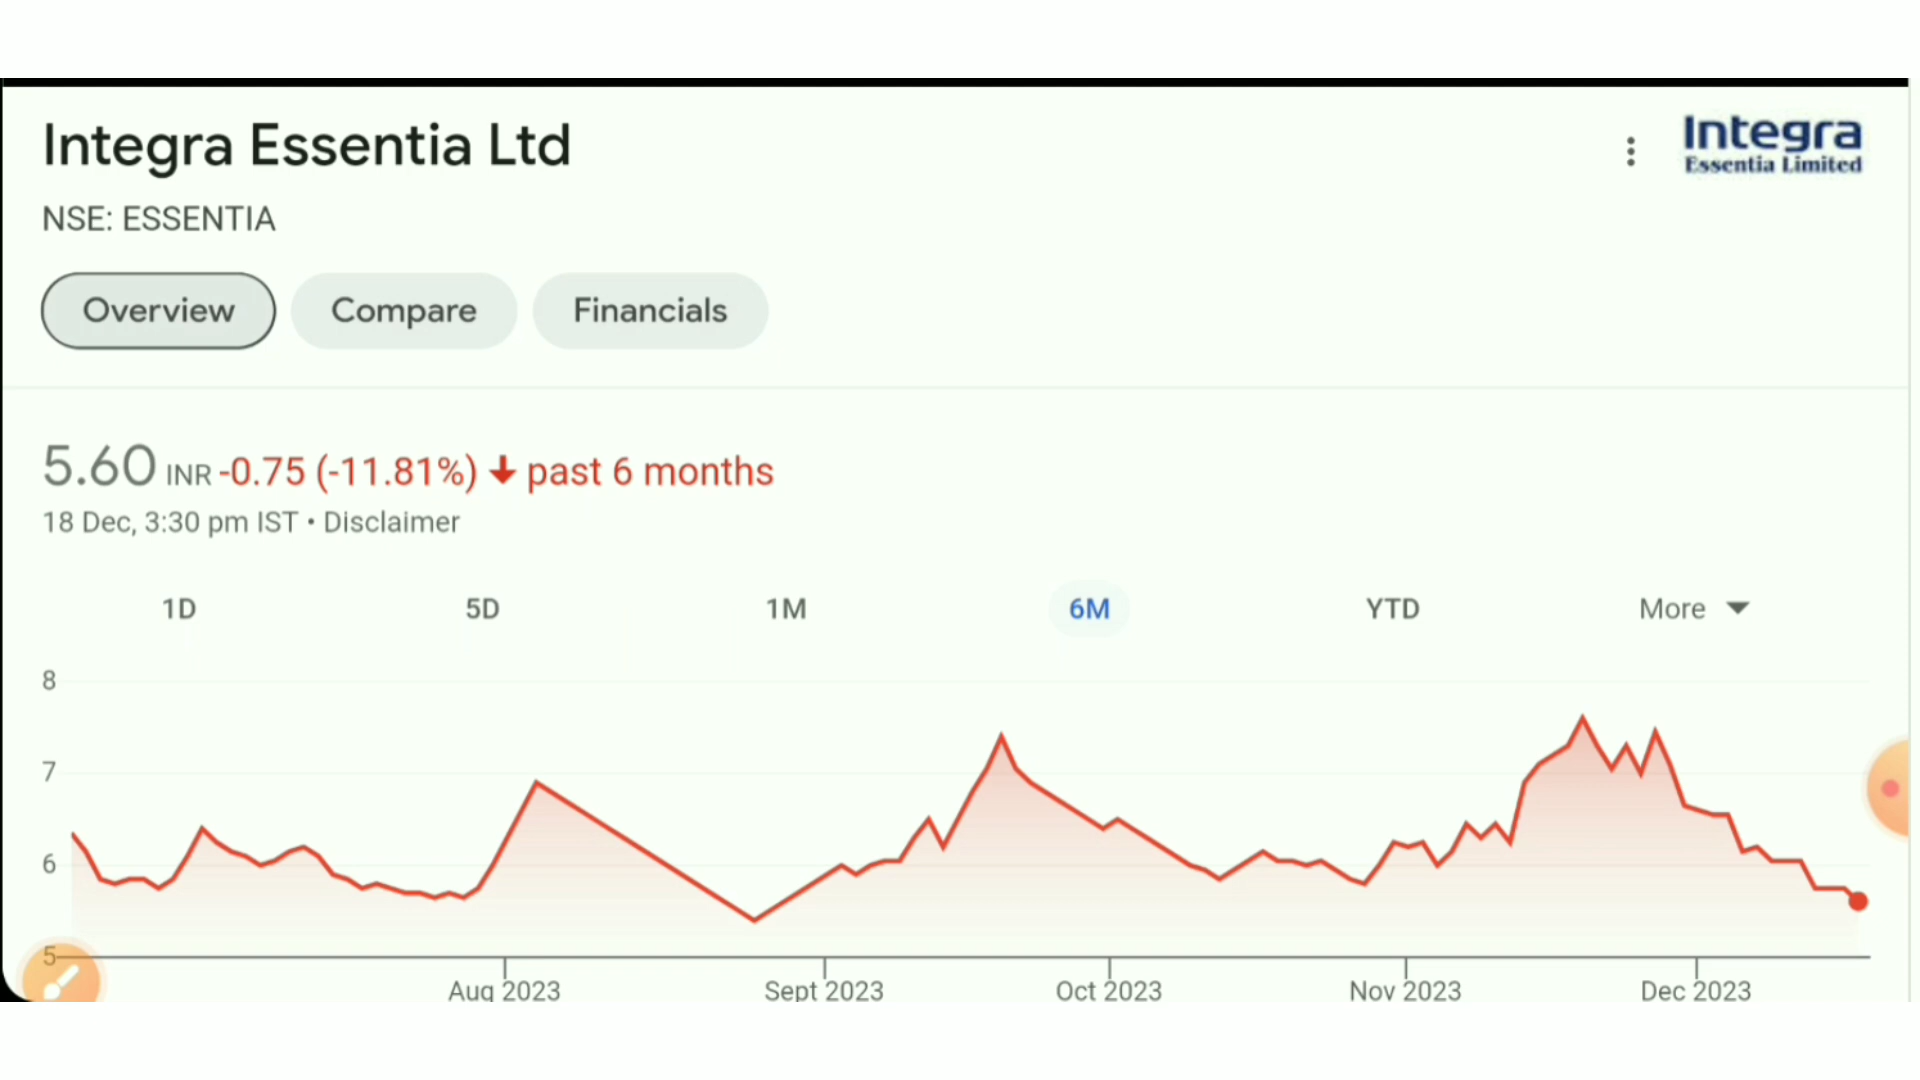 Integra Essentia Ltd
Integra
Essentia Limited
NSE: ESSENTIA
Overview Compare Financials
5.60 INR -0.75 (-11.81%) past 6 months
18 Dec, 3:30 pm IST • Disclaimer
1D 5D 1M 6M YTD More
8
7
6
5
Aug 2023 Sept 2023 Oct 2023 Nov 2023 Dec 2023